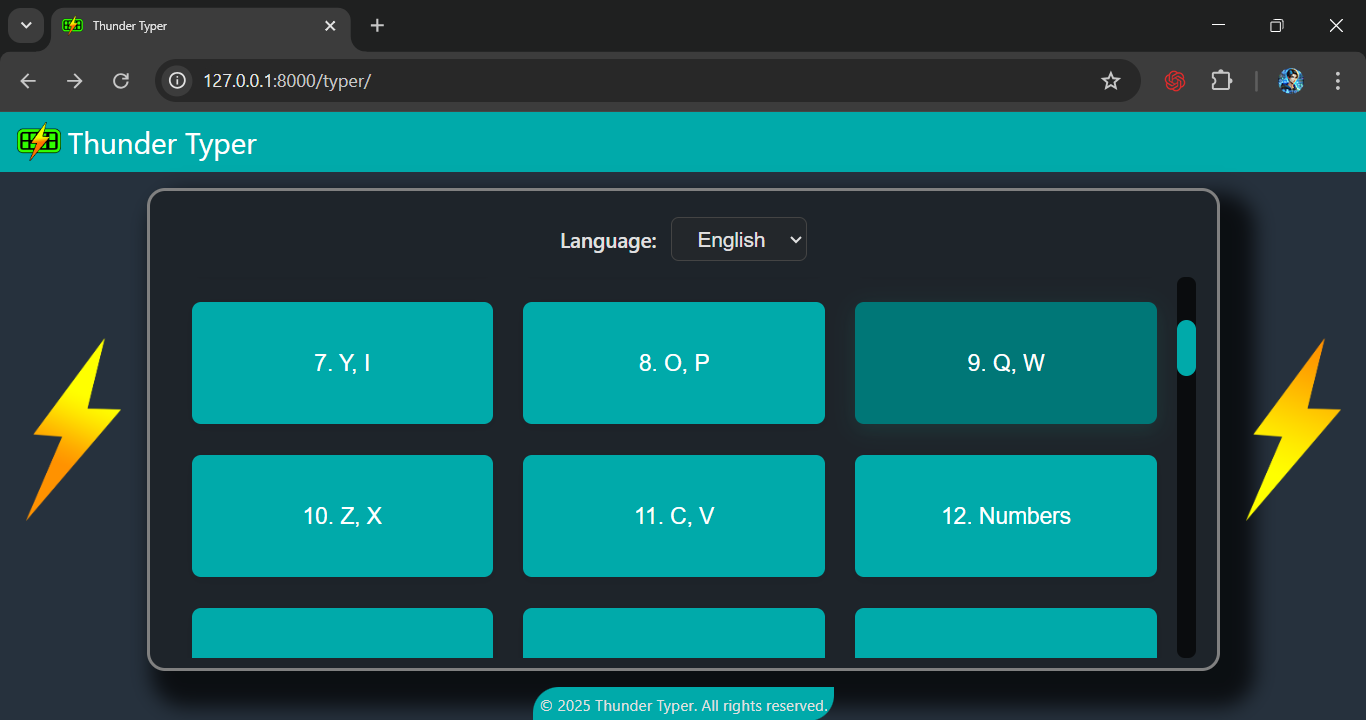 Thunder Typer
127.0.0.1:8000/typer/
Thunder Typer
Language: English
7. Y, I
8. O, P
9. Q, W
10. Z, X
11. C, V
12. Numbers
© 2025 Thunder Typer. All rights reserved.